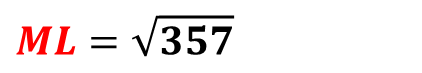 ML = √357